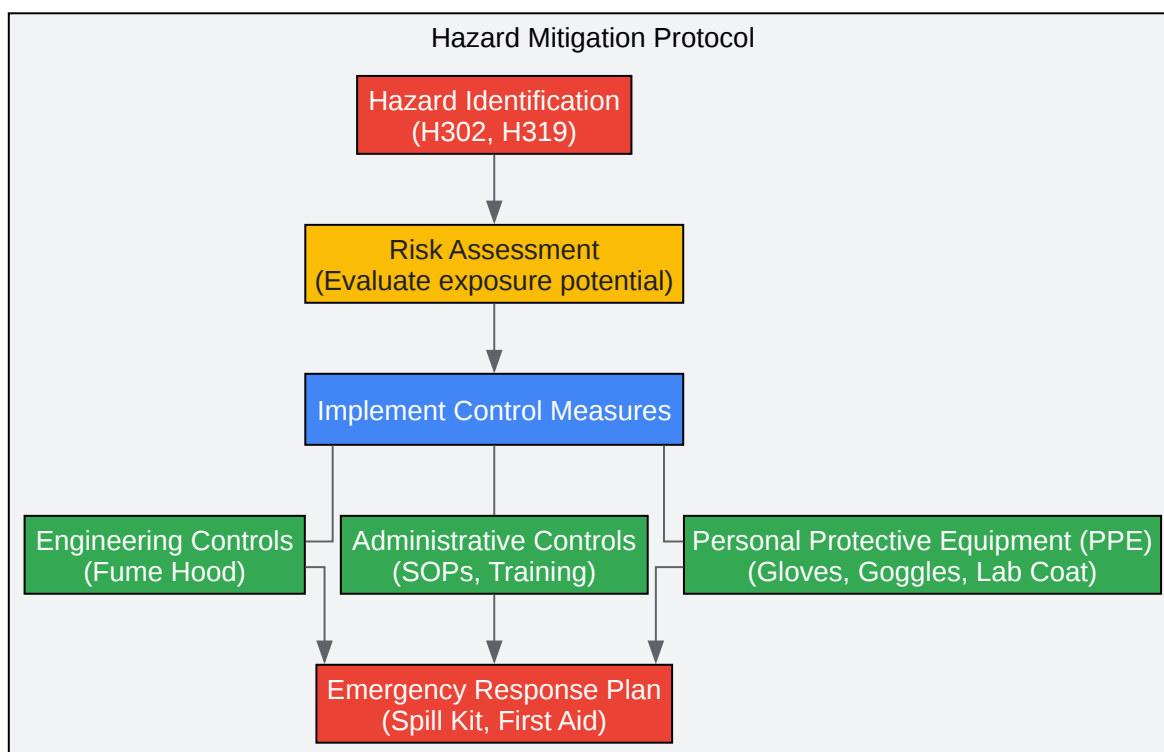 Hazard Mitigation Protocol
Hazard Identification
(H302, H319)
Risk Assessment
(Evaluate exposure potential)
Implement Control Measures
Engineering Controls
(Fume Hood)
Administrative Controls
(SOPs, Training)
Personal Protective Equipment (PPE)
(Gloves, Goggles, Lab Coat)
Emergency Response Plan
(Spill Kit, First Aid)